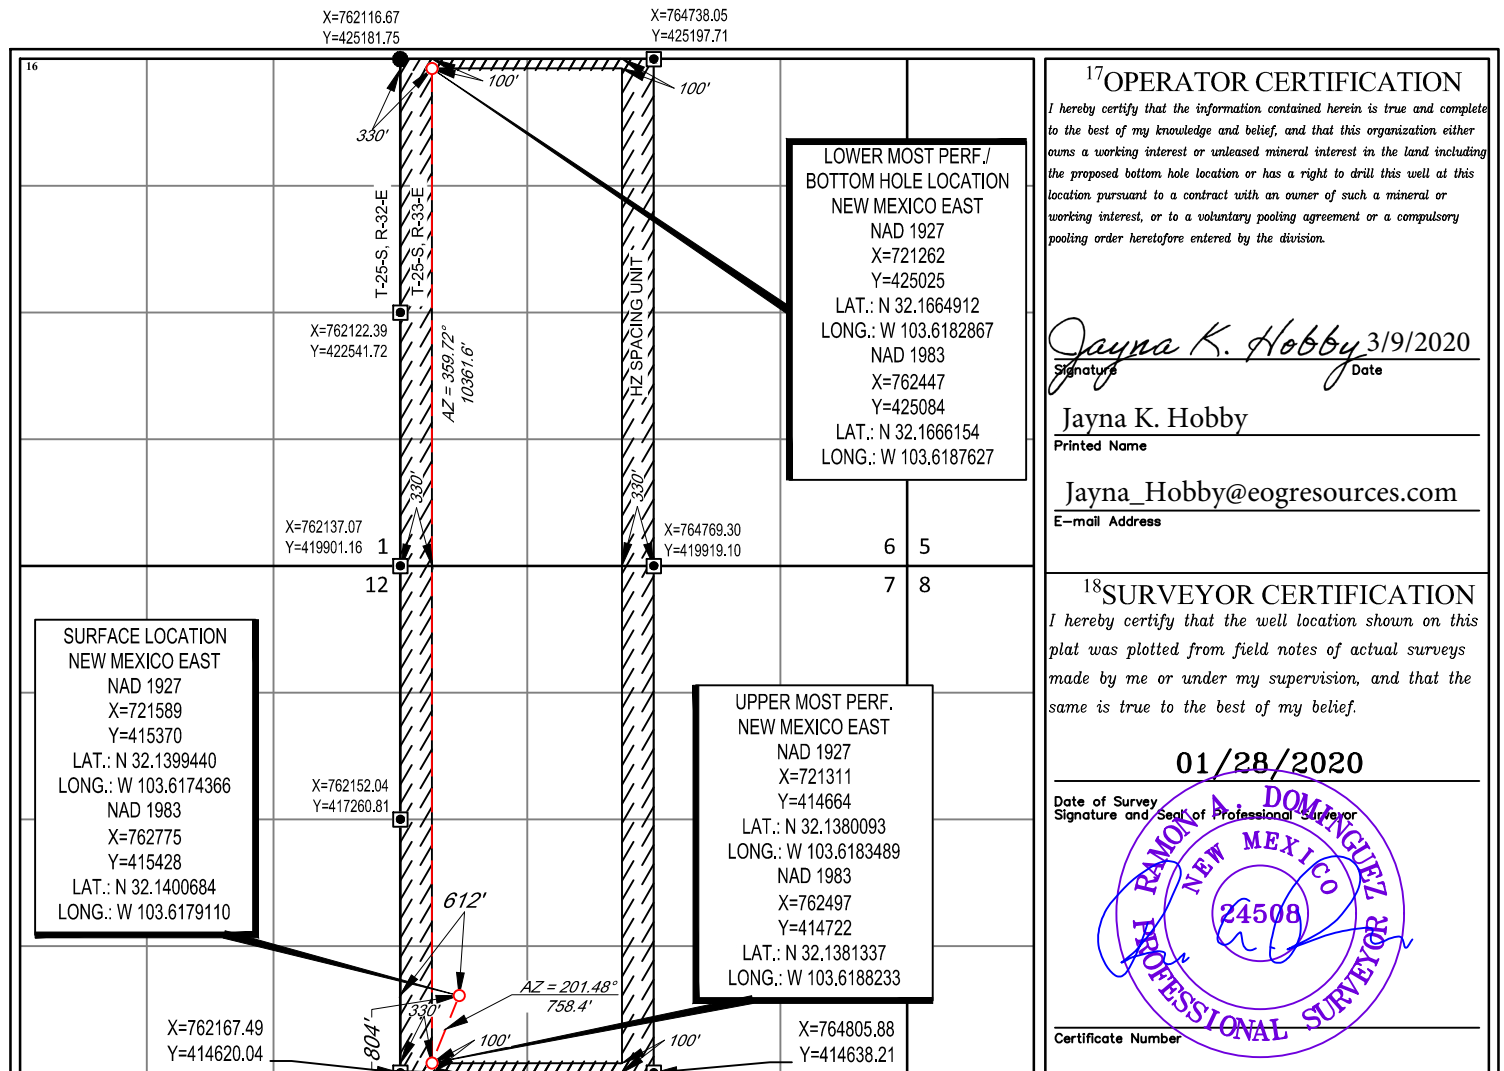 X=762116.67
Y=425181.75
X=764738.05
Y=425197.71
16
100'
100'
330'
T-25-S, R-32-E
T-25-S, R-33-E
HZ SPACING UNIT
AZ = 359.72°
10361.6'
X=762122.39
Y=422541.72
LOWER MOST PERF./
BOTTOM HOLE LOCATION
NEW MEXICO EAST
NAD 1927
X=721262
Y=425025
LAT.: N 32.1664912
LONG.: W 103.6182867
NAD 1983
X=762447
Y=425084
LAT.: N 32.1666154
LONG.: W 103.6187627
330'
330'
X=762137.07
Y=419901.16
X=764769.30
Y=419919.10
1
12
6 5
7 8
SURFACE LOCATION
NEW MEXICO EAST
NAD 1927
X=721589
Y=415370
LAT.: N 32.1399440
LONG.: W 103.6174366
NAD 1983
X=762775
Y=415428
LAT.: N 32.1400684
LONG.: W 103.6179110
X=762152.04
Y=417260.81
UPPER MOST PERF.
NEW MEXICO EAST
NAD 1927
X=721311
Y=414664
LAT.: N 32.1380093
LONG.: W 103.6183489
NAD 1983
X=762497
Y=414722
LAT.: N 32.1381337
LONG.: W 103.6188233
612'
AZ = 201.48°
758.4'
804'
330'
100'
100'
X=762167.49
Y=414620.04
X=764805.88
Y=414638.21
17 OPERATOR CERTIFICATION
I hereby certify that the information contained herein is true and complete
to the best of my knowledge and belief, and that this organization either
owns a working interest or unleased mineral interest in the land including
the proposed bottom hole location or has a right to drill this well at this
location pursuant to a contract with an owner of such a mineral or
working interest, or to a voluntary pooling agreement or a compulsory
pooling order heretofore entered by the division.
Jayna K. Hobby 3/9/2020
Signature Date
Jayna K. Hobby
Printed Name
Jayna_Hobby@eogresources.com
E-mail Address
18 SURVEYOR CERTIFICATION
I hereby certify that the well location shown on this
plat was plotted from field notes of actual surveys
made by me or under my supervision, and that the
same is true to the best of my belief.
01/28/2020
Date of Survey
Signature and Seal of Professional Surveyor
RAMON A. DOMINGUEZ
NEW MEXICO
24508
PROFESSIONAL SURVEYOR
Certificate Number